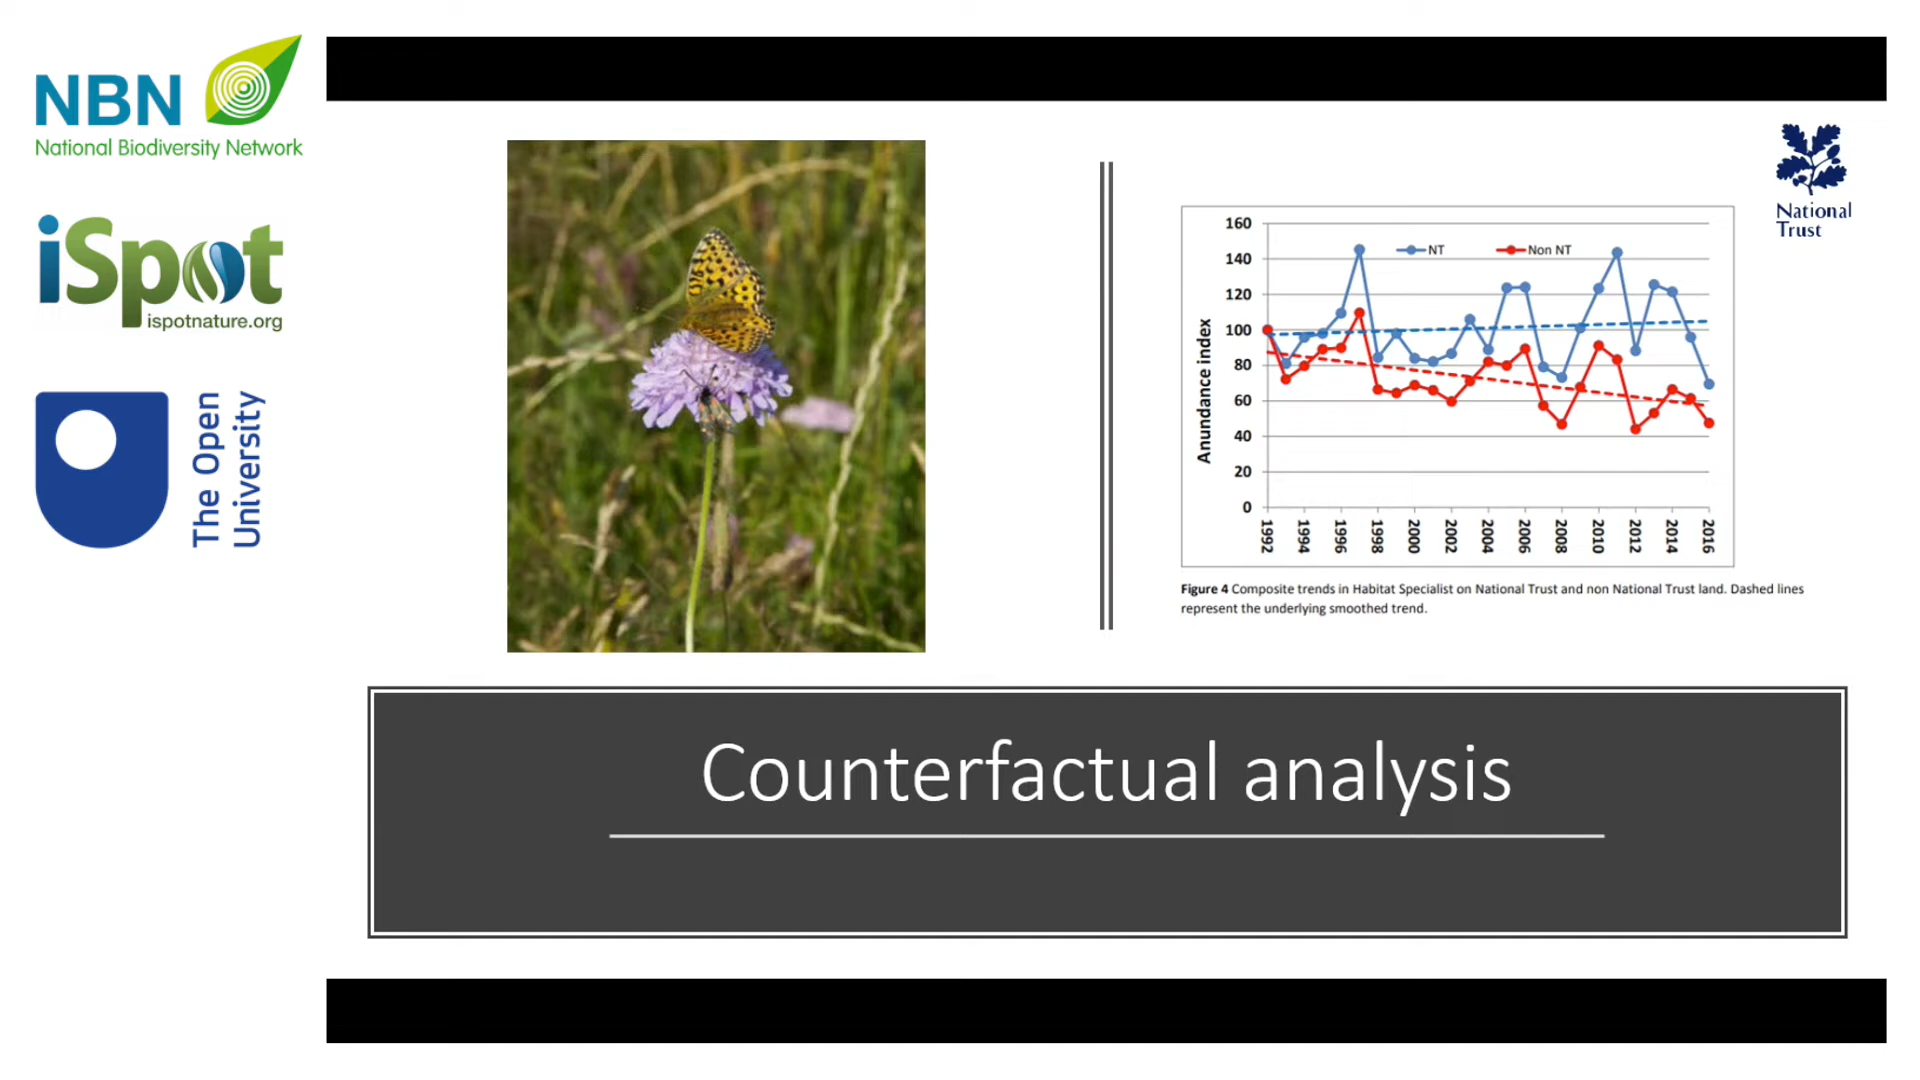 NBN
National Biodiversity Network
iSpot
ispotnature.org
The Open
University
National
Trust
160
140
120
100
80
60
40
20
0
Anundance index
NT
Non NT
1992
1994
1996
1998
2000
2002
2004
2006
2008
2010
2012
2014
2016
Figure 4 Composite trends in Habitat Specialist on National Trust and non National Trust land. Dashed lines
represent the underlying smoothed trend.
Counterfactual analysis